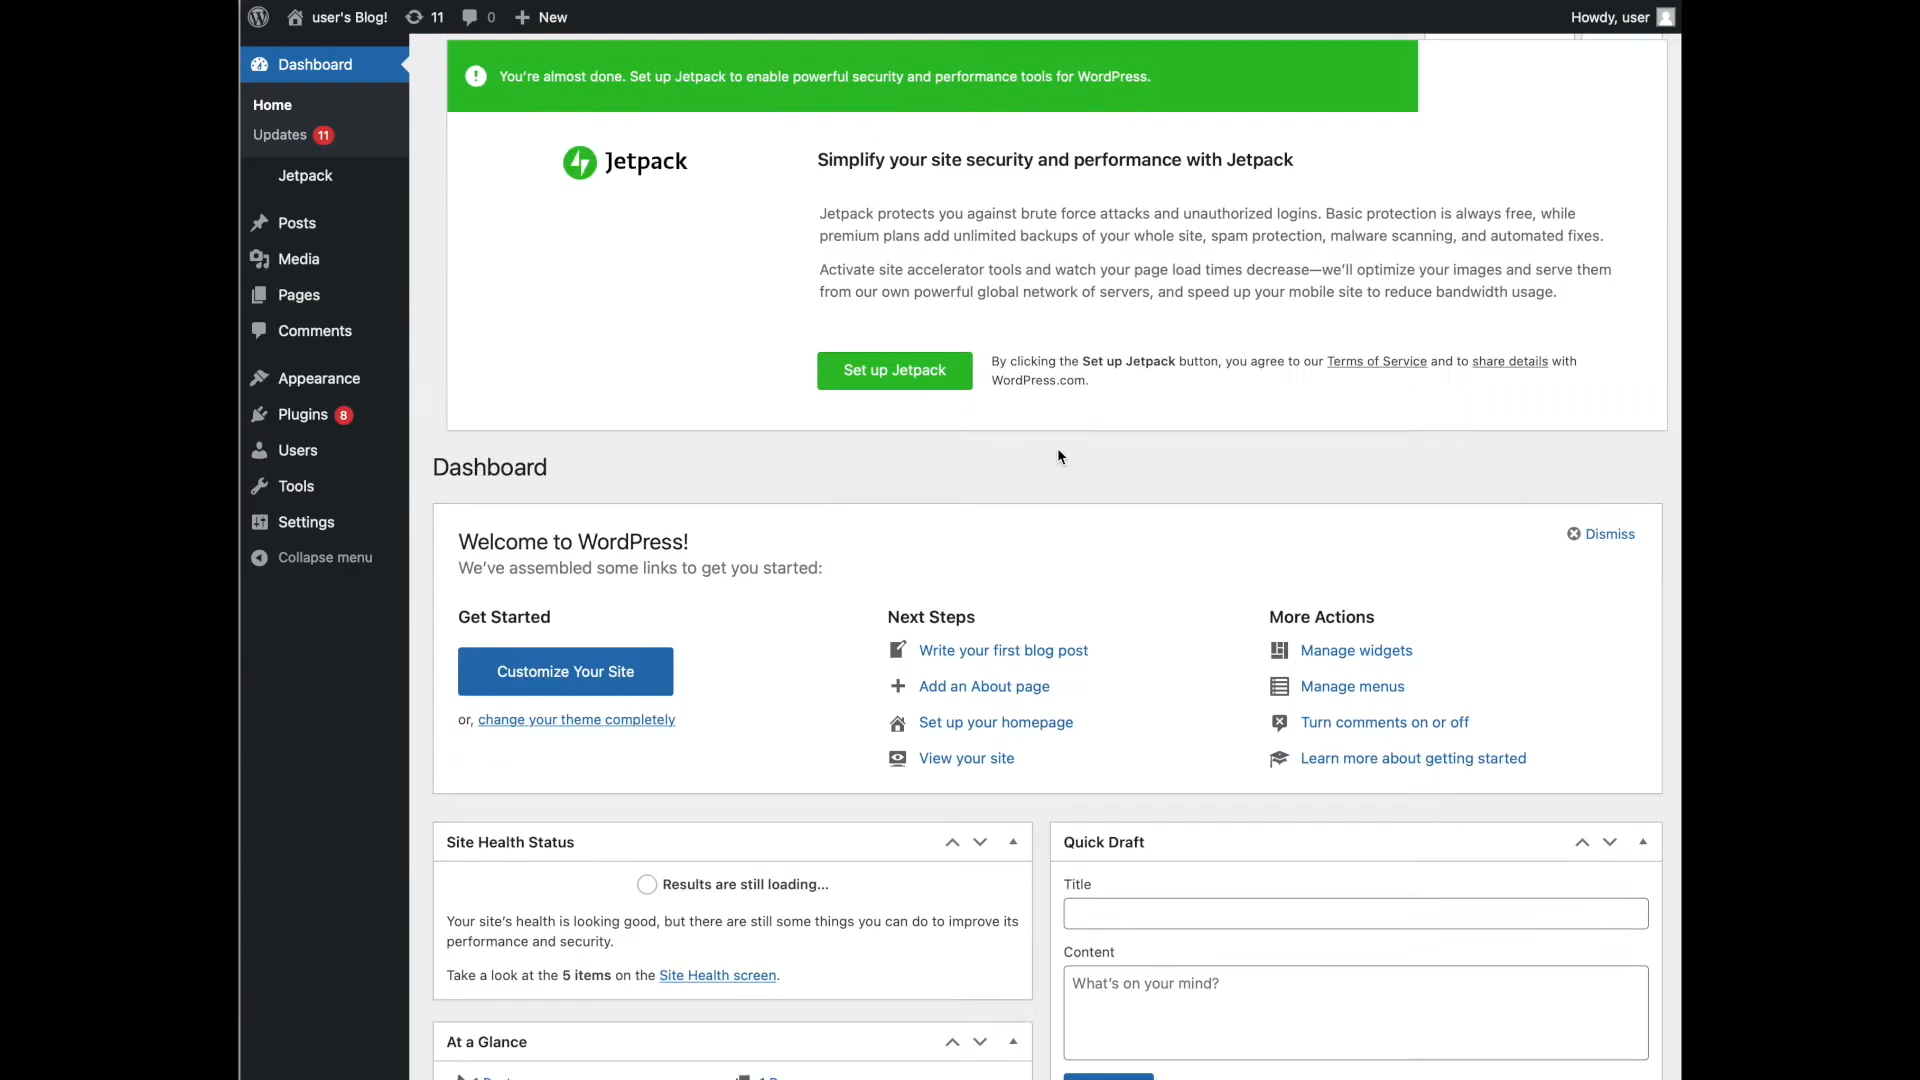 user's Blog! 11 0 New Howdy, user
Dashboard
Home
Updates 11
Jetpack
Posts
Media
Pages
Comments
Appearance
Plugins 8
Users
Tools
Settings
Collapse menu
You're almost done. Set up Jetpack to enable powerful security and performance tools for WordPress.
Jetpack
Simplify your site security and performance with Jetpack
Jetpack protects you against brute force attacks and unauthorized logins. Basic protection is always free, while
premium plans add unlimited backups of your whole site, spam protection, malware scanning, and automated fixes.
Activate site accelerator tools and watch your page load times decrease—we'll optimize your images and serve them
from our own powerful global network of servers, and speed up your mobile site to reduce bandwidth usage.
Set up Jetpack
By clicking the Set up Jetpack button, you agree to our Terms of Service and to share details with
WordPress.com.
Dashboard
Welcome to WordPress!
We've assembled some links to get you started:
Dismiss
Get Started
Customize Your Site
or, change your theme completely
Next Steps
Write your first blog post
Add an About page
Set up your homepage
View your site
More Actions
Manage widgets
Manage menus
Turn comments on or off
Learn more about getting started
Site Health Status
Results are still loading...
Your site's health is looking good, but there are still some things you can do to improve its
performance and security.
Take a look at the 5 items on the Site Health screen.
At a Glance
Quick Draft
Title
Content
What's on your mind?